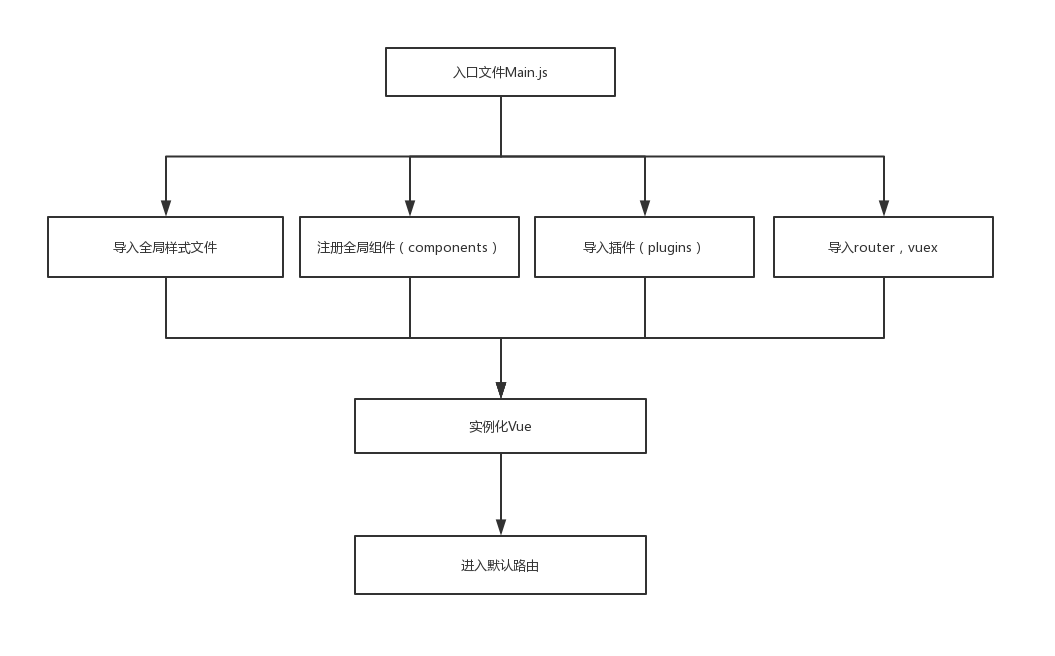 入口文件Main.js
导入全局样式文件
注册全局组件（components）
导入插件（plugins）
导入router，vuex
实例化Vue
进入默认路由